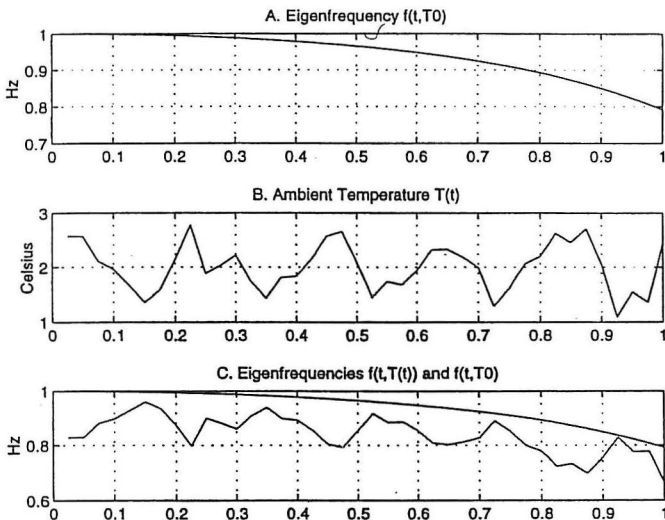 A. Eigenfrequency f(t,T0)
1
0.9
0.8
0.7
Hz
0 0.1 0.2 0.3 0.4 0.5 0.6 0.7 0.8 0.9 1
B. Ambient Temperature T(t)
3
2
1
Celsius
0 0.1 0.2 0.3 0.4 0.5 0.6 0.7 0.8 0.9 1
C. Eigenfrequencies f(t,T(t)) and f(t,T0)
1
0.8
0.6
Hz
0 0.1 0.2 0.3 0.4 0.5 0.6 0.7 0.8 0.9 1